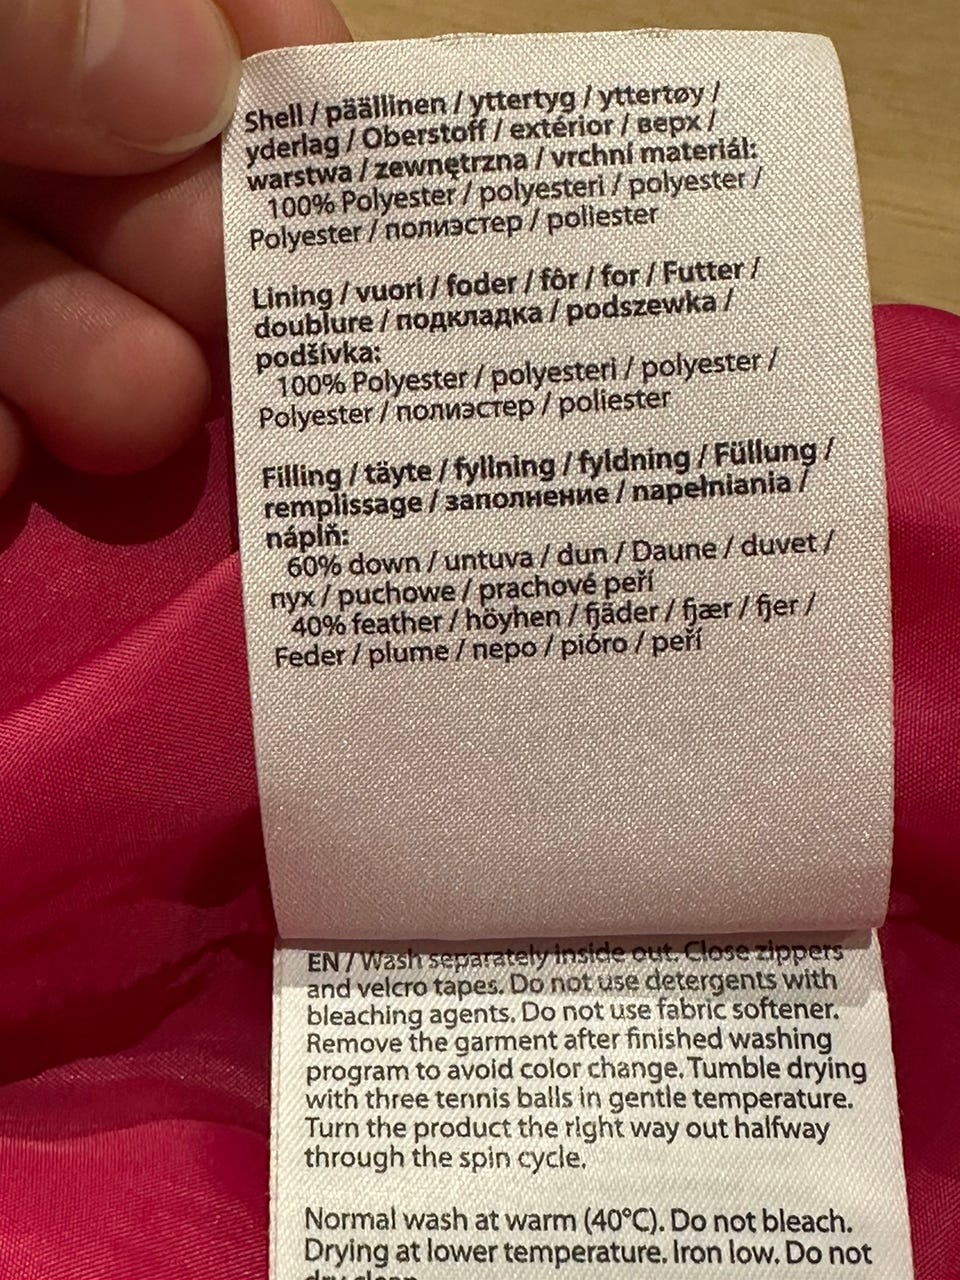 Shell / päällinen / yttertyg / yttertøy /
yderlag / Oberstoff / extérior / верх /
warstwa / zewnętrzna / vrchní materiál:
100% Polyester / polyesteri / polyester /
Polyester / полиэстер / poliester
Lining / vuori / foder / fôr / for / Futter /
doublure / подкладка / podszewka /
podšívka:
100% Polyester / polyesteri / polyester /
Polyester / полиэстер / poliester
Filling / täyte / fyllning / fyldning / Füllung /
remplissage / заполнение / napełniania /
náplň:
60% down / untuva / dun / Daune / duvet /
пух / puchowe / prachové peří
40% feather / höyhen / fjäder / fjær / fjer /
Feder / plume / перо / pióro / peří
EN / Wash separately inside out. Close zippers
and velcro tapes. Do not use detergents with
bleaching agents. Do not use fabric softener.
Remove the garment after finished washing
program to avoid color change. Tumble drying
with three tennis balls in gentle temperature.
Turn the product the right way out halfway
through the spin cycle.
Normal wash at warm (40°C). Do not bleach.
Drying at lower temperature. Iron low. Do not
dry clean